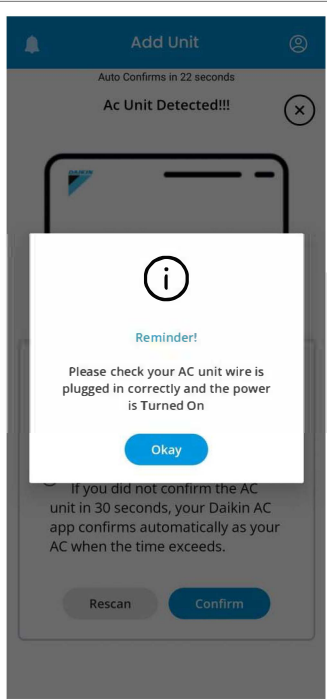 Add Unit
Auto Confirms in 22 seconds
Ac Unit Detected!!!
DAIKIN
Reminder!
Please check your AC unit wire is
plugged in correctly and the power
is Turned On
Okay
If you did not confirm the AC
unit in 30 seconds, your Daikin AC
app confirms automatically as your
AC when the time exceeds.
Rescan
Confirm